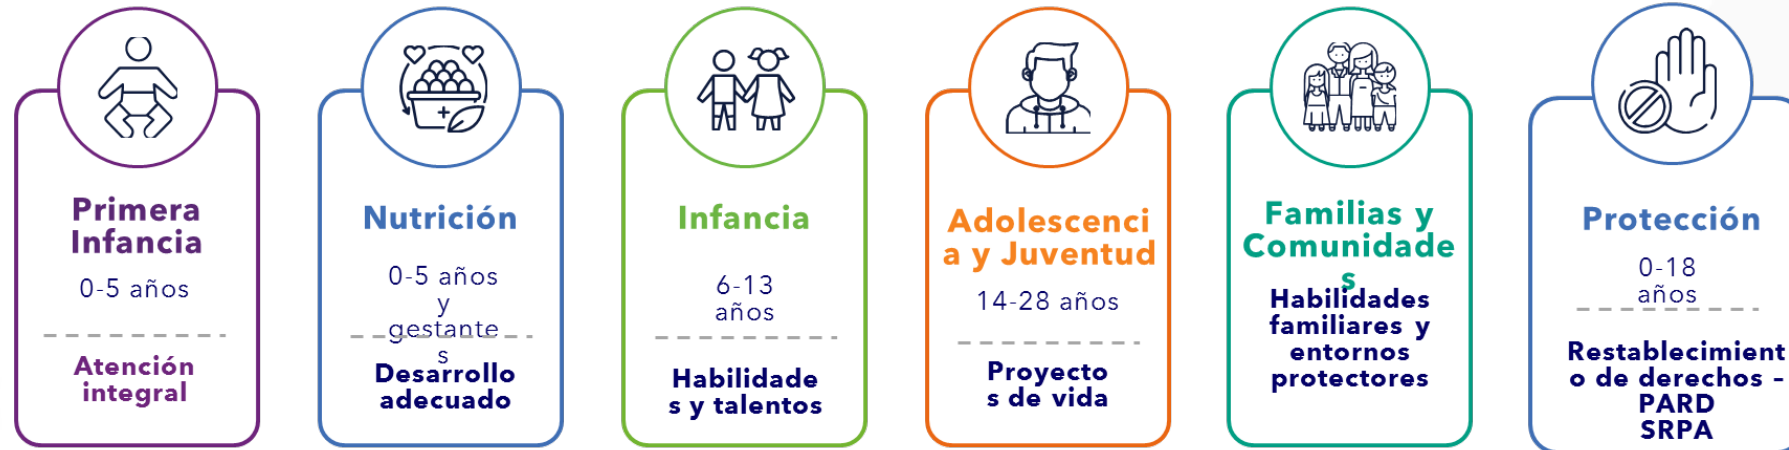 Primera
Infancia
0-5 años
Atención
integral
Nutrición
0-5 años
y
gestante
s
Desarrollo
adecuado
Infancia
6-13
años
Habilidade
s y talentos
Adolescenci
a y Juventud
14-28 años
Proyecto
s de vida
Familias y
Comunidade
s
Habilidades
familiares y
entornos
protectores
Protección
0-18
años
Restablecimient
o de derechos –
PARD
SRPA